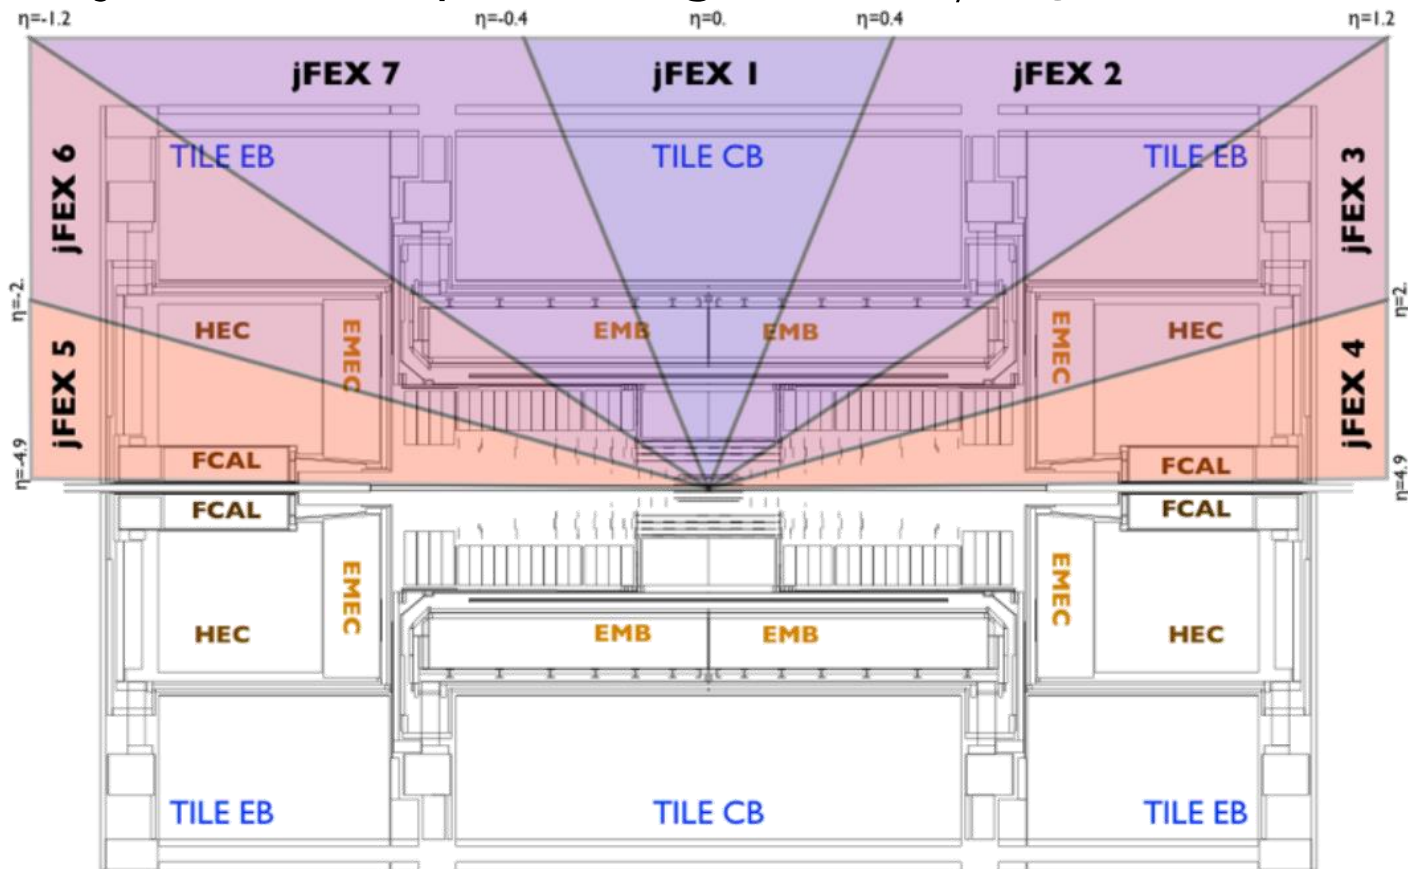 η=-1.2 η=-0.4 η=0. η=0.4 η=1.2
jFEX 7 jFEX 1 jFEX 2
jFEX 6 TILE EB TILE CB TILE EB jFEX 3
η=-2. η=2.
HEC EMEC EMB EMB EMEC HEC
jFEX 5 jFEX 4
η=-4.9 FCAL FCAL η=4.9
FCAL FCAL
EMEC EMEC
HEC EMB EMB HEC
TILE EB TILE CB TILE EB